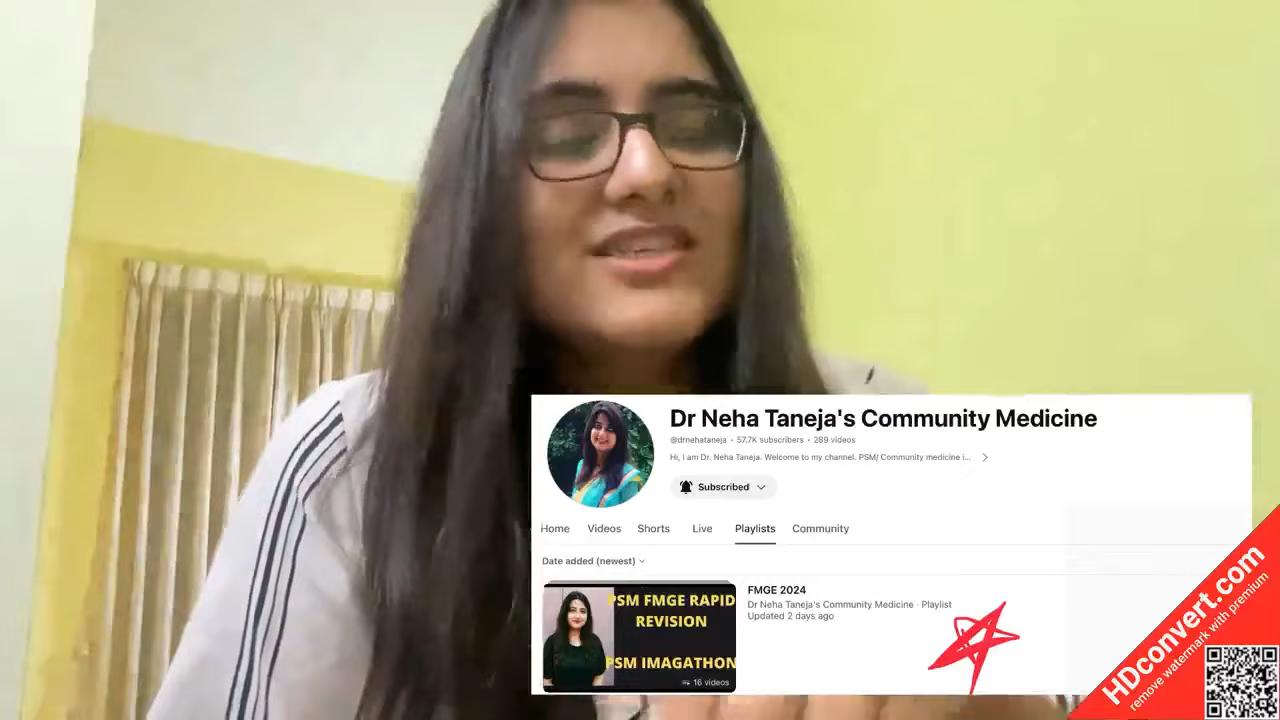 Dr Neha Taneja's Community Medicine
@drnehataneja • 57.7K subscribers • 289 videos
Hi, I am Dr. Neha Taneja. Welcome to my channel. PSM/ Community medicine i...
Subscribed
Home Videos Shorts Live Playlists Community
Date added (newest)
PSM FMGE RAPID
REVISION
PSM IMAGATHON
16 videos
FMGE 2024
Dr Neha Taneja's Community Medicine · Playlist
Updated 2 days ago
HDconvert.com
remove watermark with premium